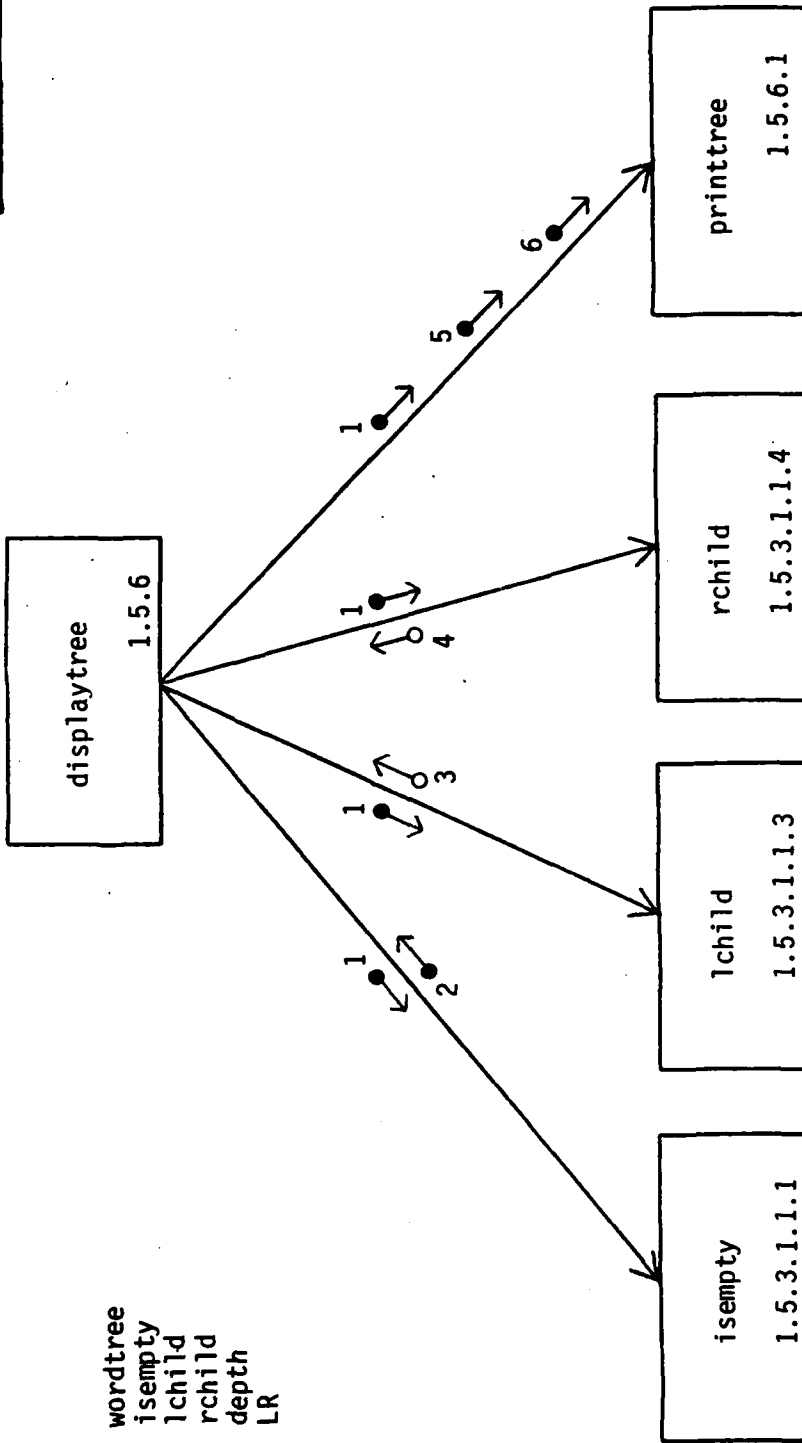 displaytree
1.5.6
1
2
1
3
1
4
1
5
6
wordtree
isempty
lchild
rchild
depth
LR
isempty
1.5.3.1.1.1
lchild
1.5.3.1.1.3
rchild
1.5.3.1.1.4
printtree
1.5.6.1